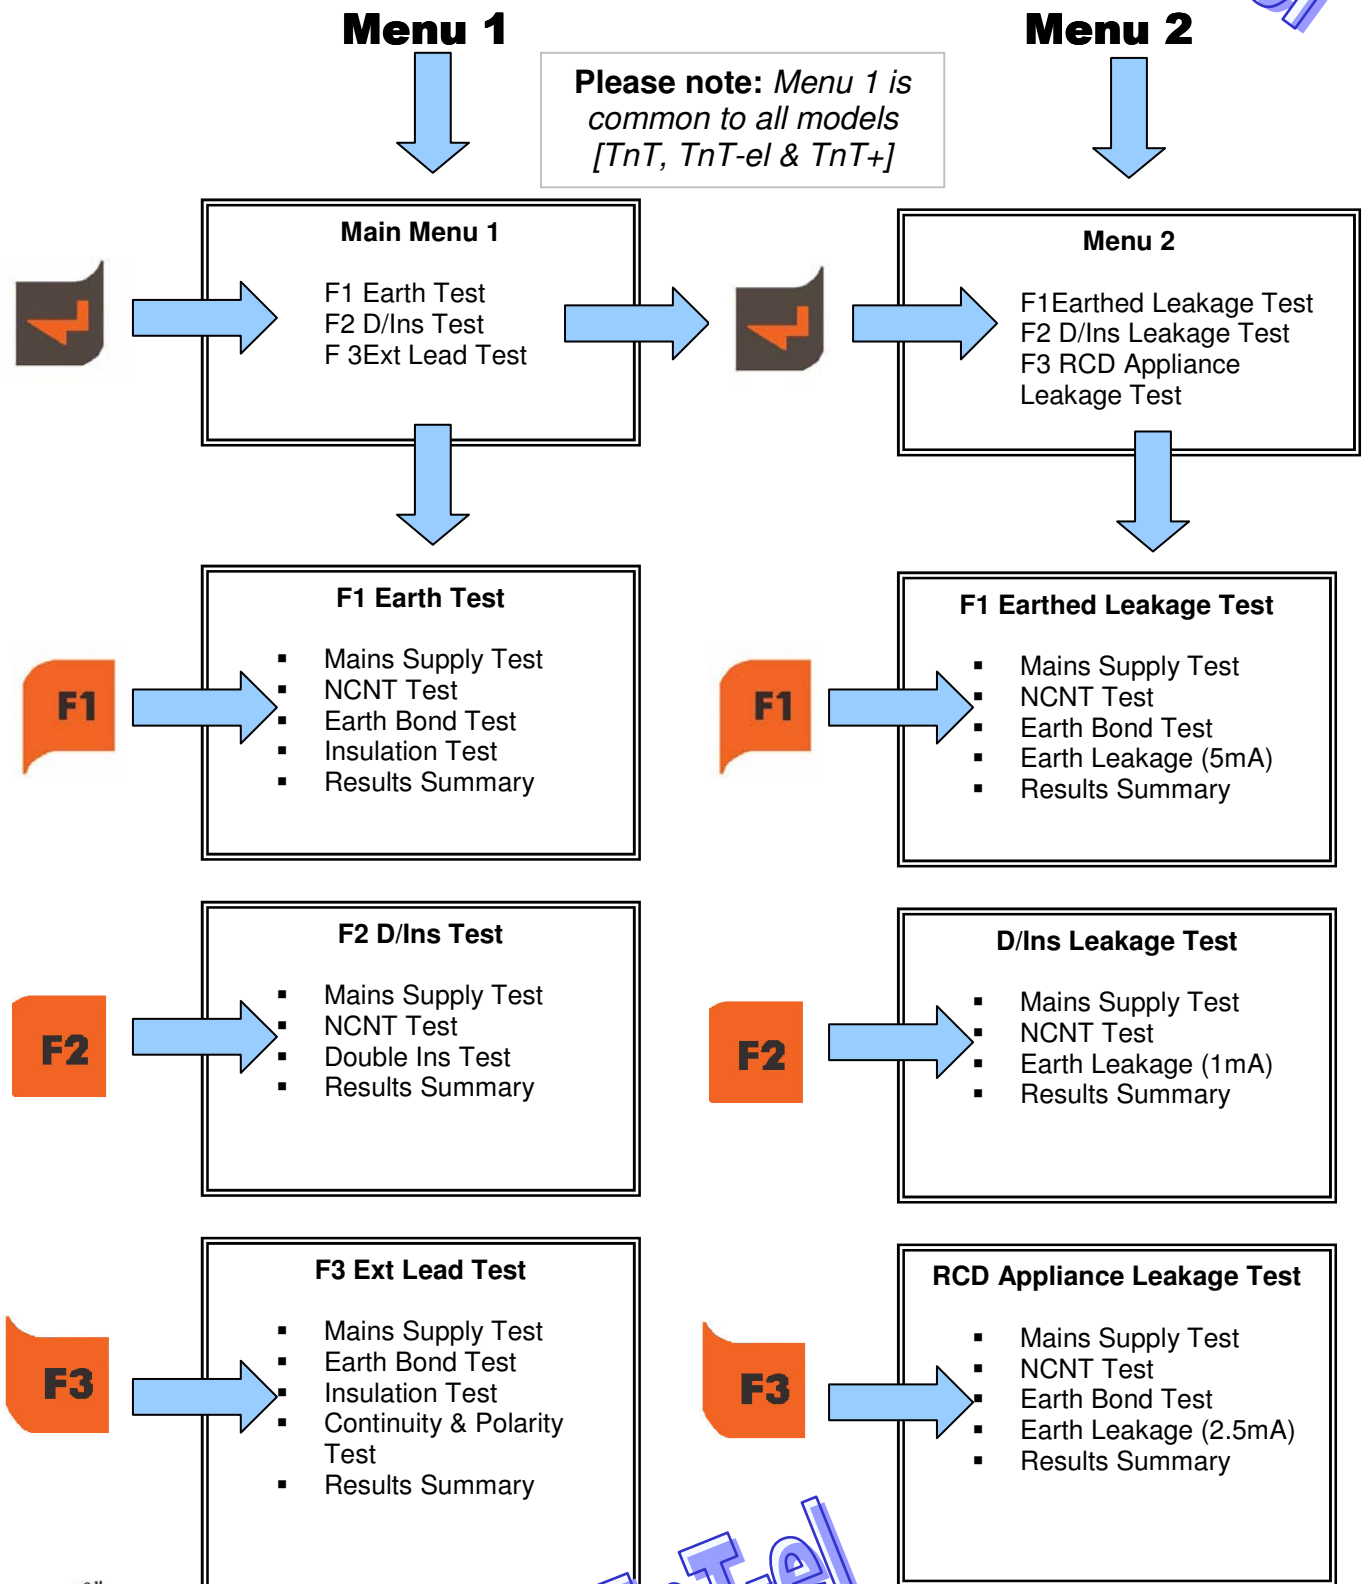 Menu 1
Menu 2
Please note: Menu 1 is
common to all models
[TnT, TnT-el & TnT+]
Main Menu 1
F1 Earth Test
F2 D/Ins Test
F 3Ext Lead Test
Menu 2
F1Earthed Leakage Test
F2 D/Ins Leakage Test
F3 RCD Appliance
Leakage Test
F1
F1 Earth Test
▪ Mains Supply Test
▪ NCNT Test
▪ Earth Bond Test
▪ Insulation Test
▪ Results Summary
F1
F1 Earthed Leakage Test
▪ Mains Supply Test
▪ NCNT Test
▪ Earth Bond Test
▪ Earth Leakage (5mA)
▪ Results Summary
F2
F2 D/Ins Test
▪ Mains Supply Test
▪ NCNT Test
▪ Double Ins Test
▪ Results Summary
F2
D/Ins Leakage Test
▪ Mains Supply Test
▪ NCNT Test
▪ Earth Leakage (1mA)
▪ Results Summary
F3
F3 Ext Lead Test
▪ Mains Supply Test
▪ Earth Bond Test
▪ Insulation Test
▪ Continuity & Polarity
Test
▪ Results Summary
F3
RCD Appliance Leakage Test
▪ Mains Supply Test
▪ NCNT Test
▪ Earth Bond Test
▪ Earth Leakage (2.5mA)
▪ Results Summary